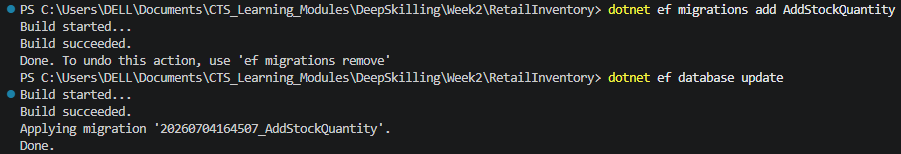 PS C:\Users\DELL\Documents\CTS_Learning_Modules\DeepSkilling\Week2\RetailInventory> dotnet ef migrations add AddStockQuantity
Build started...
Build succeeded.
Done. To undo this action, use 'ef migrations remove'
PS C:\Users\DELL\Documents\CTS_Learning_Modules\DeepSkilling\Week2\RetailInventory> dotnet ef database update
Build started...
Build succeeded.
Applying migration '20260704164507_AddStockQuantity'.
Done.